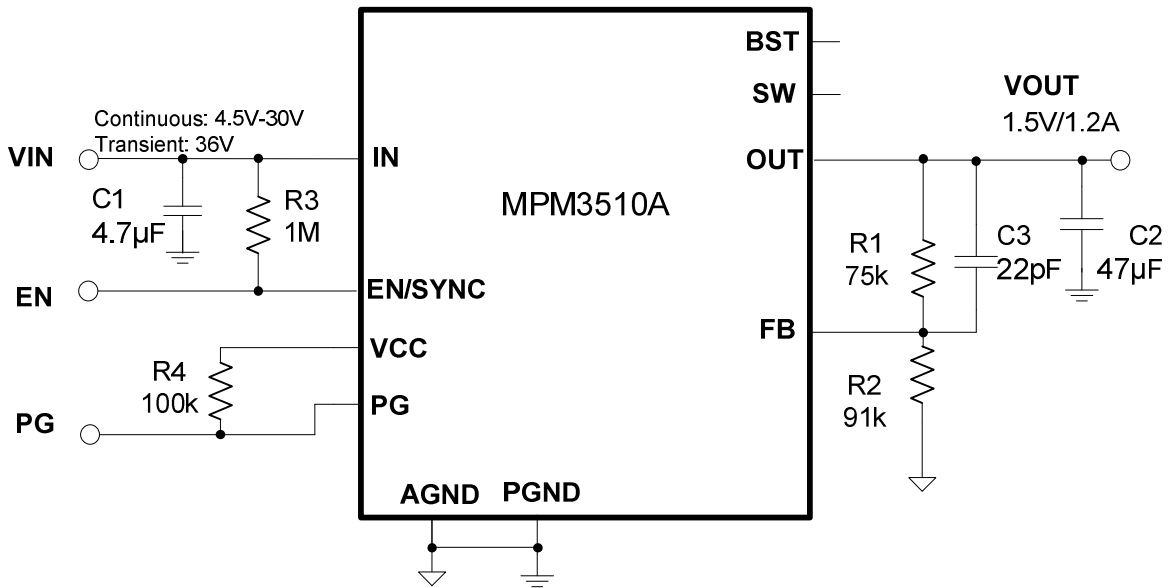 BST
SW
VOUT
1.5V/1.2A
Continuous: 4.5V-30V
Transient: 36V
VIN
IN
OUT
MPM3510A
C1
4.7µF
R3
1M
R1
75k
C3
22pF
C2
47µF
EN
EN/SYNC
FB
VCC
R4
100k
PG
PG
R2
91k
AGND
PGND